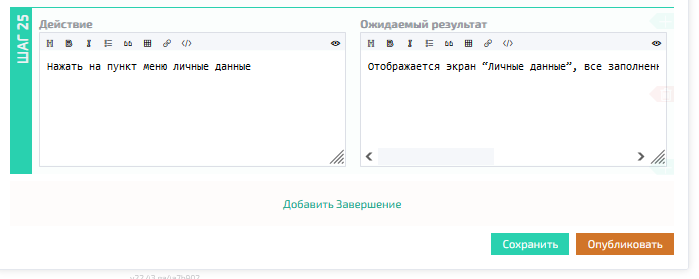 ШАГ 25
Действие
Ожидаемый результат
Нажать на пункт меню личные данные
Отображается экран “Личные данные”, все заполнен
Добавить Завершение
Сохранить
Опубликовать